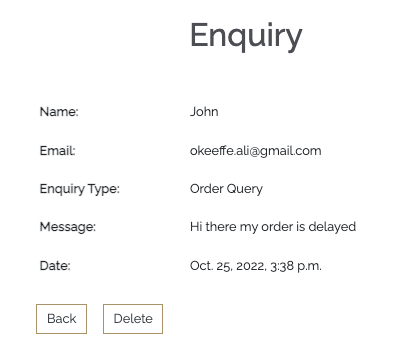 Enquiry
Name: John
Email: okeeffe.ali@gmail.com
Enquiry Type: Order Query
Message: Hi there my order is delayed
Date: Oct. 25, 2022, 3:38 p.m.
Back Delete